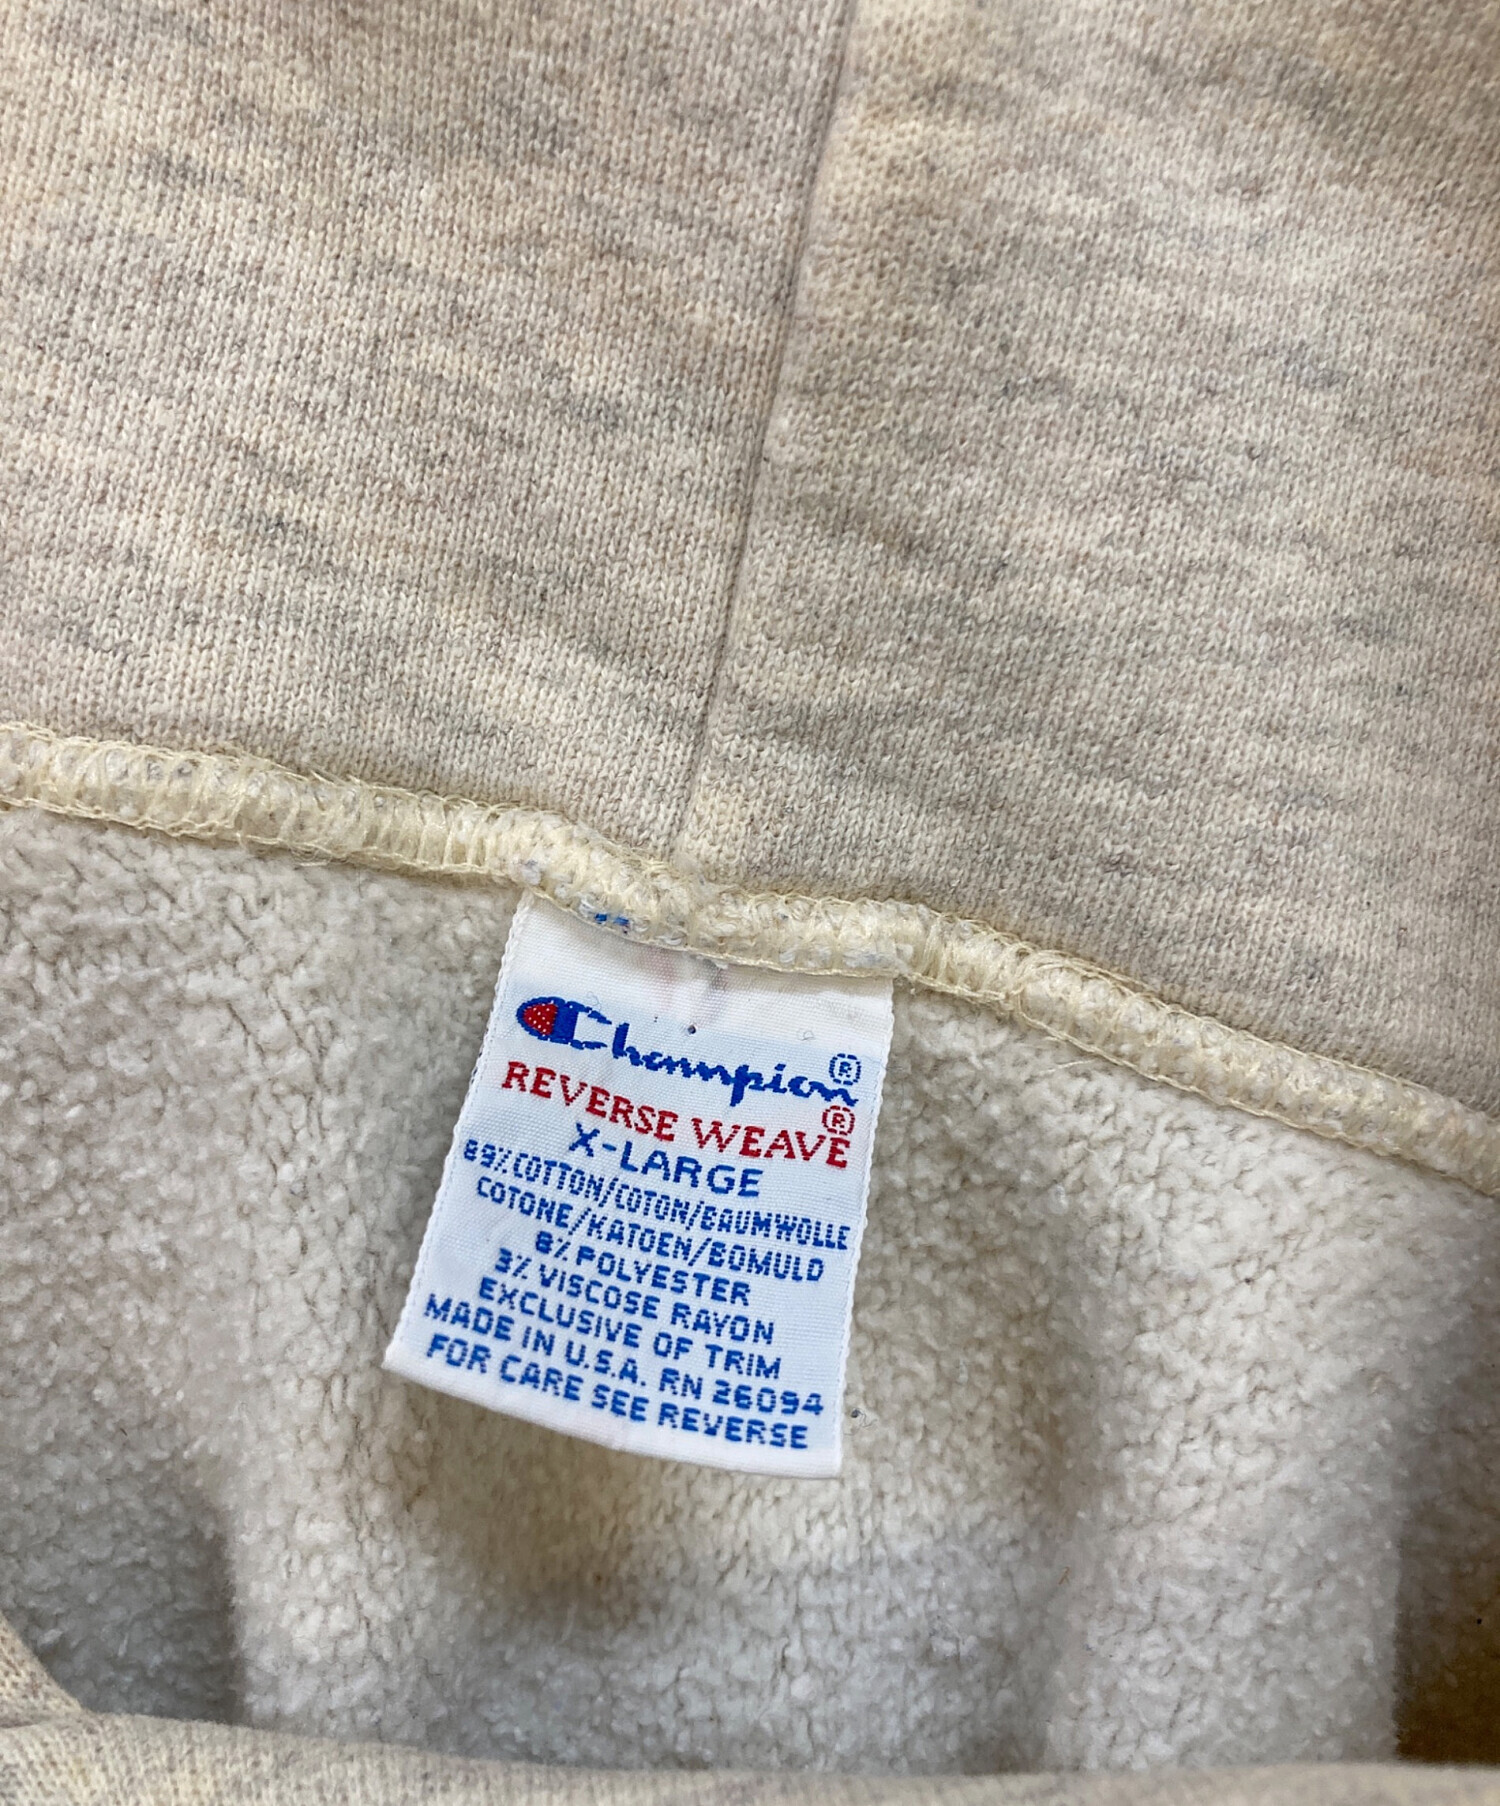 Champion®
REVERSE WEAVE®
X-LARGE
89% COTTON/COTON/BAUMWOLLE
COTONE/KATOEN/BOMULD
8% POLYESTER
3% VISCOSE RAYON
EXCLUSIVE OF TRIM
MADE IN U.S.A. RN 26094
FOR CARE SEE REVERSE